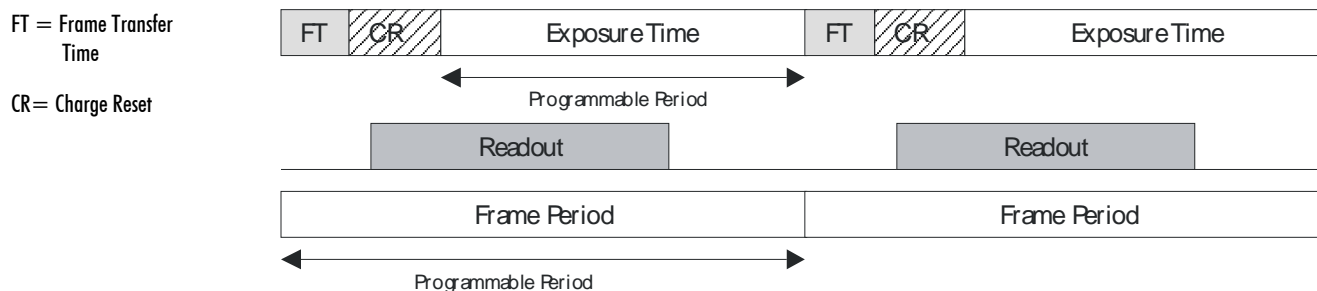 FT = Frame Transfer
Time
CR= Charge Reset
FT CR Exposure Time FT CR Exposure Time
Programmable Period
Readout Readout
Frame Period Frame Period
Programmable Period